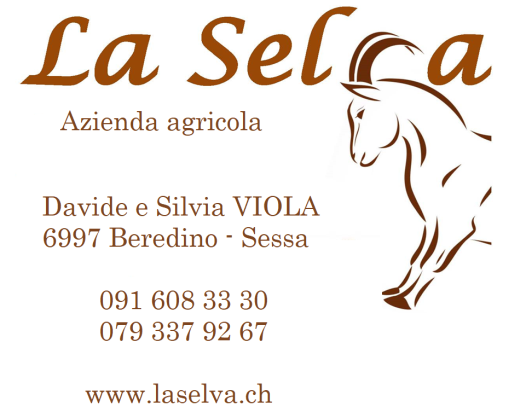 La Selva
Azienda agricola
Davide e Silvia VIOLA
6997 Beredino - Sessa
091 608 33 30
079 337 92 67
www.laselva.ch